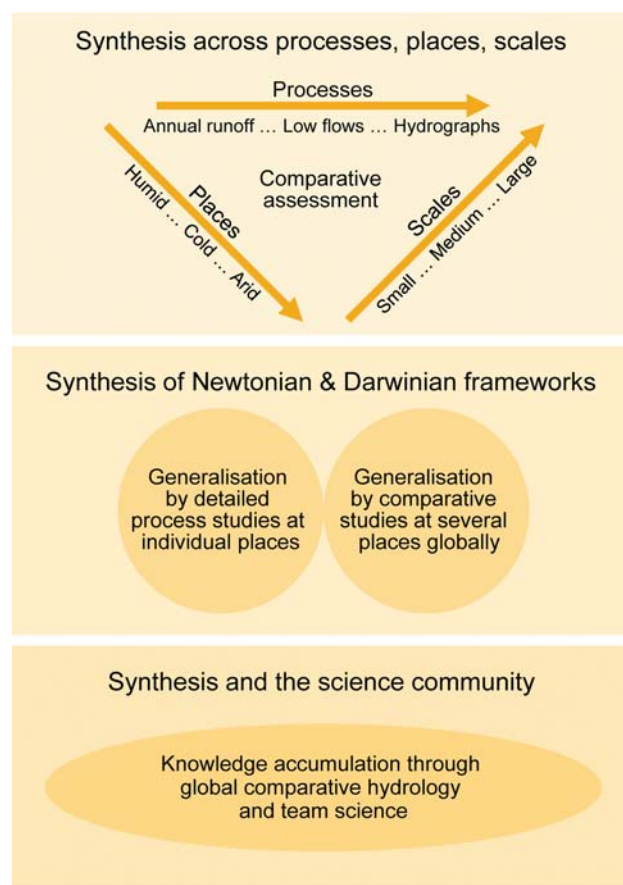 Synthesis across processes, places, scales
Processes
Annual runoff … Low flows … Hydrographs
Places
Humid … Cold … Arid
Comparative
assessment
Scales
Small … Medium … Large
Synthesis of Newtonian & Darwinian frameworks
Generalisation
by detailed
process studies at
individual places
Generalisation
by comparative
studies at several
places globally
Synthesis and the science community
Knowledge accumulation through
global comparative hydrology
and team science